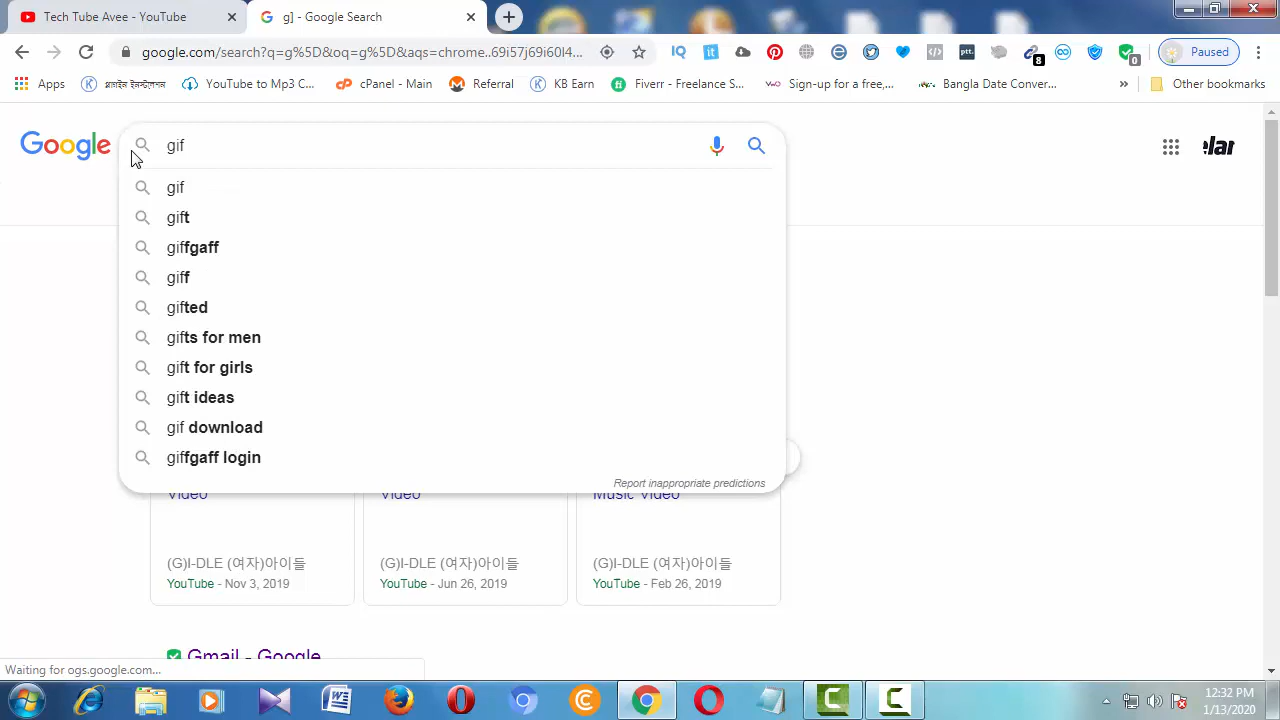 Tech Tube Avee - YouTube
g] - Google Search
google.com/search?q=g%5D&oq=g%5D&aqs=chrome..69i57j69i60l4...
Paused
Apps
YouTube to Mp3 C...
cPanel - Main
Referral
KB Earn
Fiverr - Freelance S...
Sign-up for a free,...
Bangla Date Conver...
»
Other bookmarks
Google
gif
gif
gift
giffgaff
giff
gifted
gifts for men
gift for girls
gift ideas
gif download
giffgaff login
Report inappropriate predictions
Video
Video
Music Video
(G)I-DLE (여자)아이들
(G)I-DLE (여자)아이들
(G)I-DLE (여자)아이들
YouTube - Nov 3, 2019
YouTube - Jun 26, 2019
YouTube - Feb 26, 2019
Gmail - Google
Waiting for ogs.google.com...
12:32 PM
1/13/2020